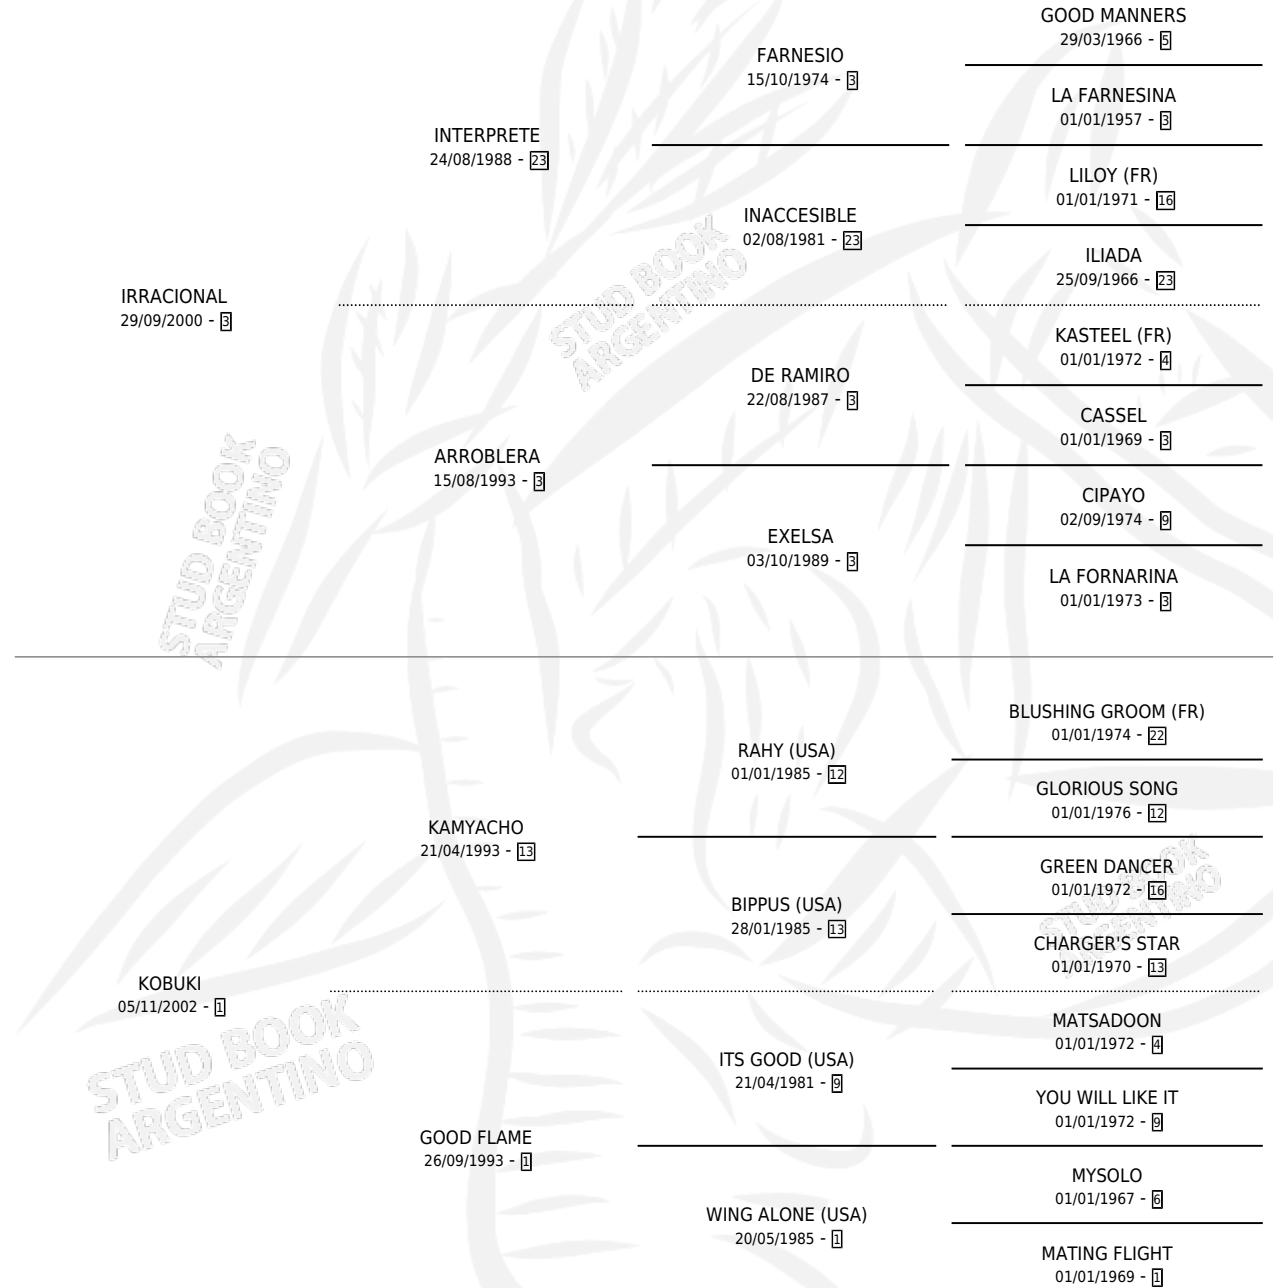 GOOD MANNERS
29/03/1966 - 5
FARNESIO
15/10/1974 - 3
LA FARNESINA
01/01/1957 - 3
INTERPRETE
24/08/1988 - 23
LILOY (FR)
01/01/1971 - 16
INACCESIBLE
02/08/1981 - 23
ILIADA
25/09/1966 - 23
IRRACIONAL
29/09/2000 - 3
KASTEEL (FR)
01/01/1972 - 4
DE RAMIRO
22/08/1987 - 3
CASSEL
01/01/1969 - 3
ARROBLERA
15/08/1993 - 3
CIPAYO
02/09/1974 - 9
EXELSA
03/10/1989 - 3
LA FORNARINA
01/01/1973 - 3
STUD BOOK
ARGENTINO
STUD BOOK
ARGENTINO
BLUSHING GROOM (FR)
01/01/1974 - 22
RAHY (USA)
01/01/1985 - 12
GLORIOUS SONG
01/01/1976 - 12
KAMYACHO
21/04/1993 - 13
GREEN DANCER
01/01/1972 - 16
BIPPUS (USA)
28/01/1985 - 13
CHARGER'S STAR
01/01/1970 - 13
STUD BOOK
ARGENTINO
KOBUKI
05/11/2002 - 1
MATSADOON
01/01/1972 - 4
ITS GOOD (USA)
21/04/1981 - 9
YOU WILL LIKE IT
01/01/1972 - 9
STUD BOOK
ARGENTINO
GOOD FLAME
26/09/1993 - 1
MYSOLO
01/01/1967 - 6
WING ALONE (USA)
20/05/1985 - 1
MATING FLIGHT
01/01/1969 - 1